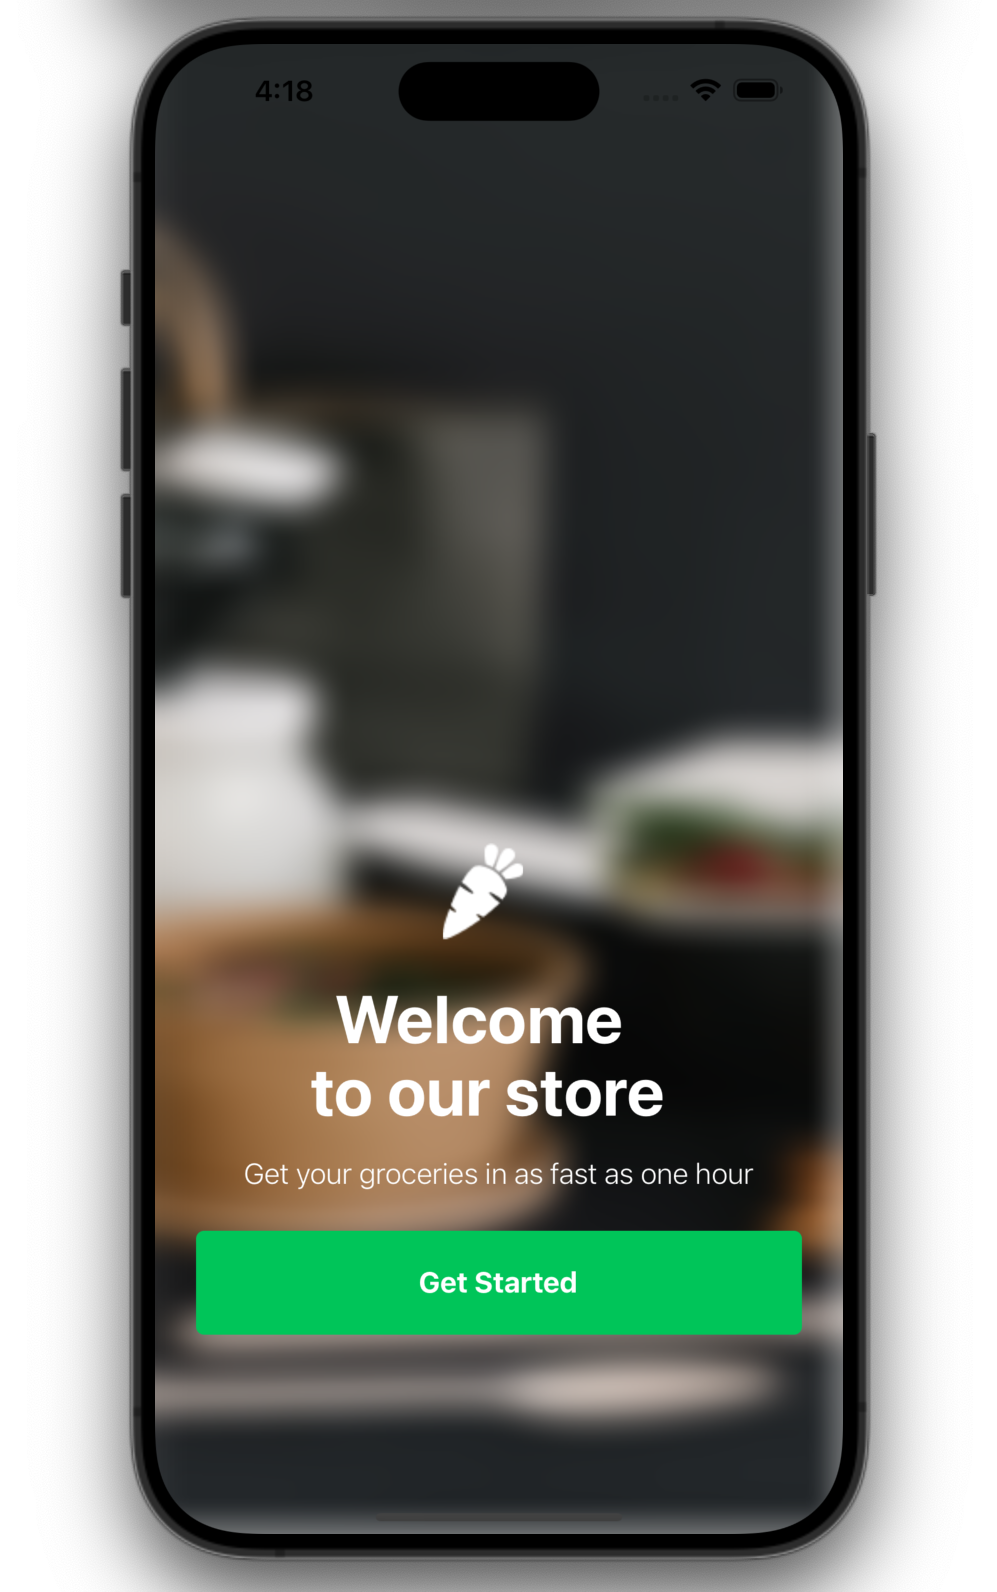 4:18
Welcome
to our store
Get your groceries in as fast as one hour
Get Started